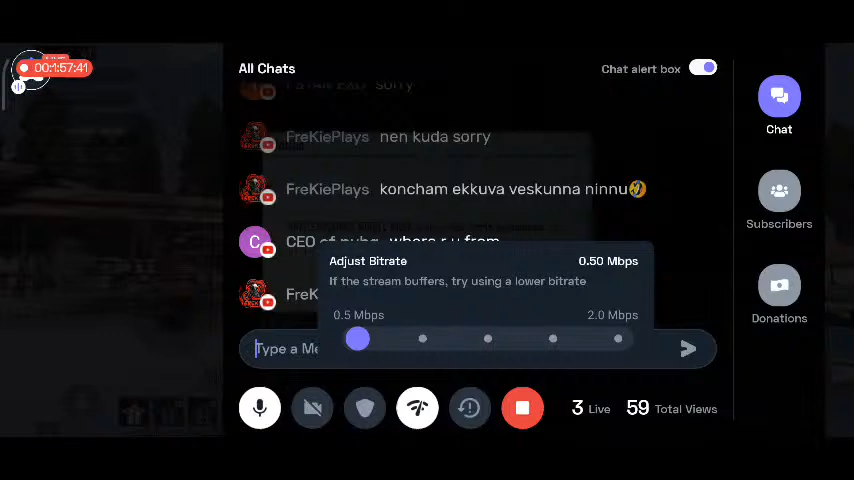 00:1:57:41
All Chats
Chat alert box
sorry
FreKiePlays nen kuda sorry
FreKiePlays koncham ekkuva veskunna ninnu🤣
C CEO of pubg where r u from
FreK
Adjust Bitrate 0.50 Mbps
If the stream buffers, try using a lower bitrate
0.5 Mbps 2.0 Mbps
Type a Me
3 Live 59 Total Views
Chat
Subscribers
Donations